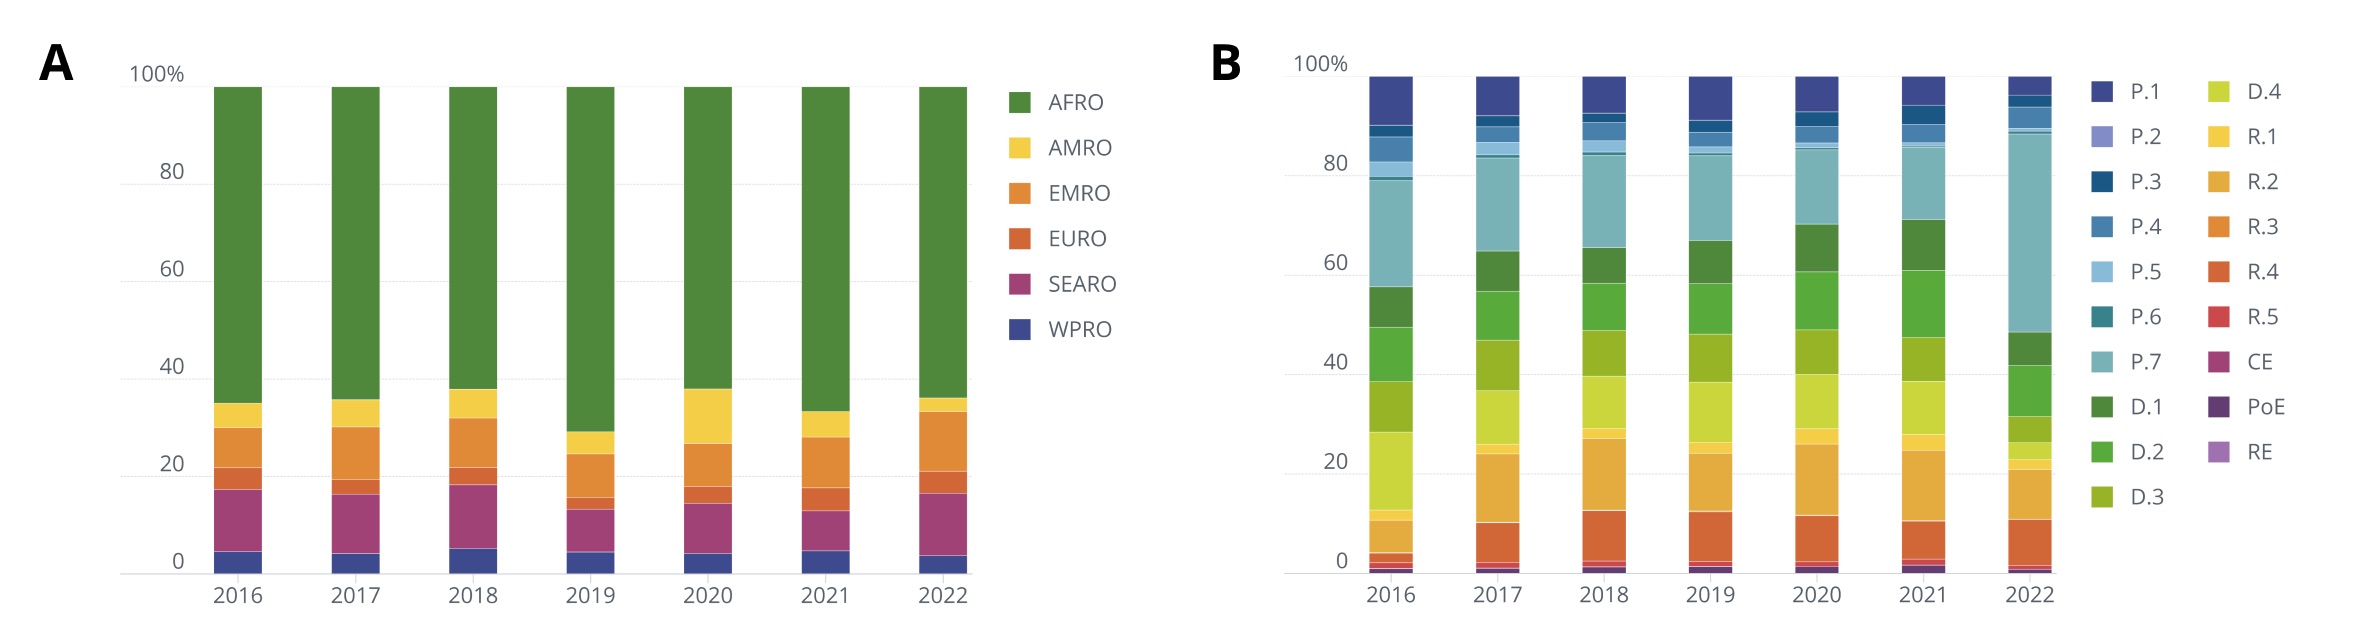 A
100%
80
60
40
20
0
2016 2017 2018 2019 2020 2021 2022
AFRO
AMRO
EMRO
EURO
SEARO
WPRO
B
100%
80
60
40
20
0
2016 2017 2018 2019 2020 2021 2022
P.1
P.2
P.3
P.4
P.5
P.6
P.7
D.1
D.2
D.3
D.4
R.1
R.2
R.3
R.4
R.5
CE
PoE
RE